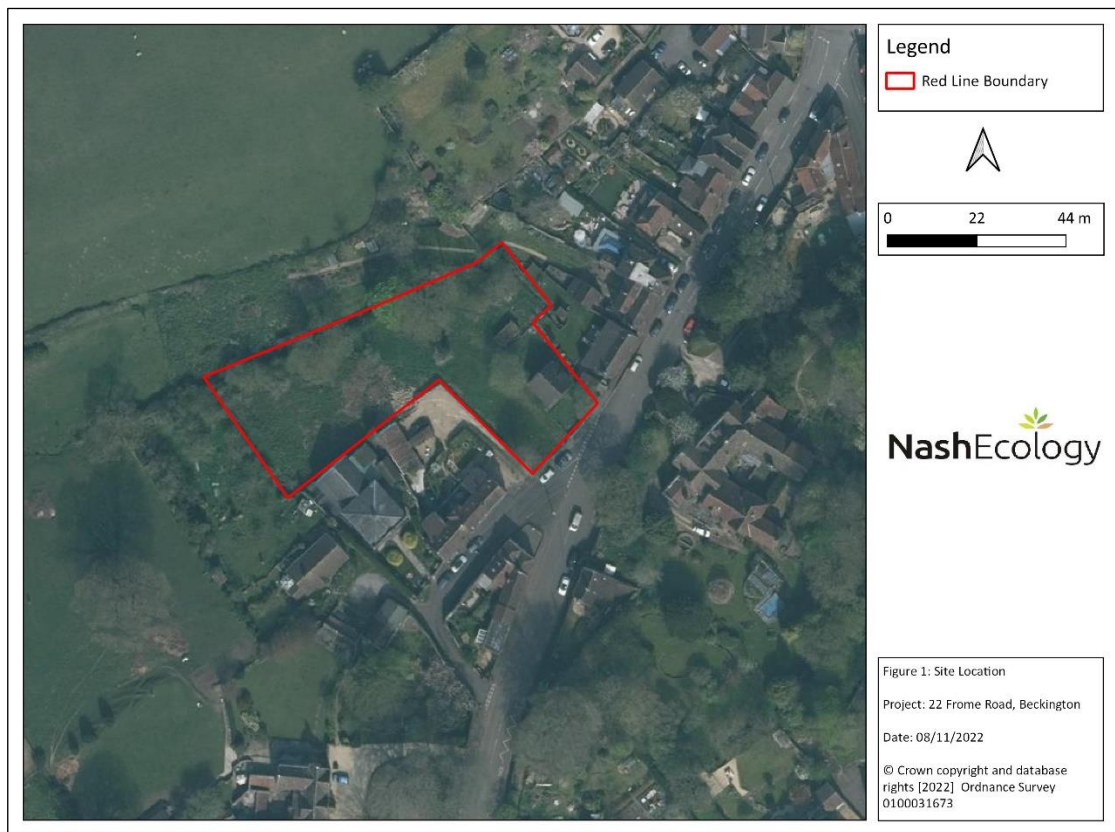 Legend
Red Line Boundary
0 22 44 m
NashEcology
Figure 1: Site Location
Project: 22 Frome Road, Beckington
Date: 08/11/2022
© Crown copyright and database
rights [2022] Ordnance Survey
0100031673